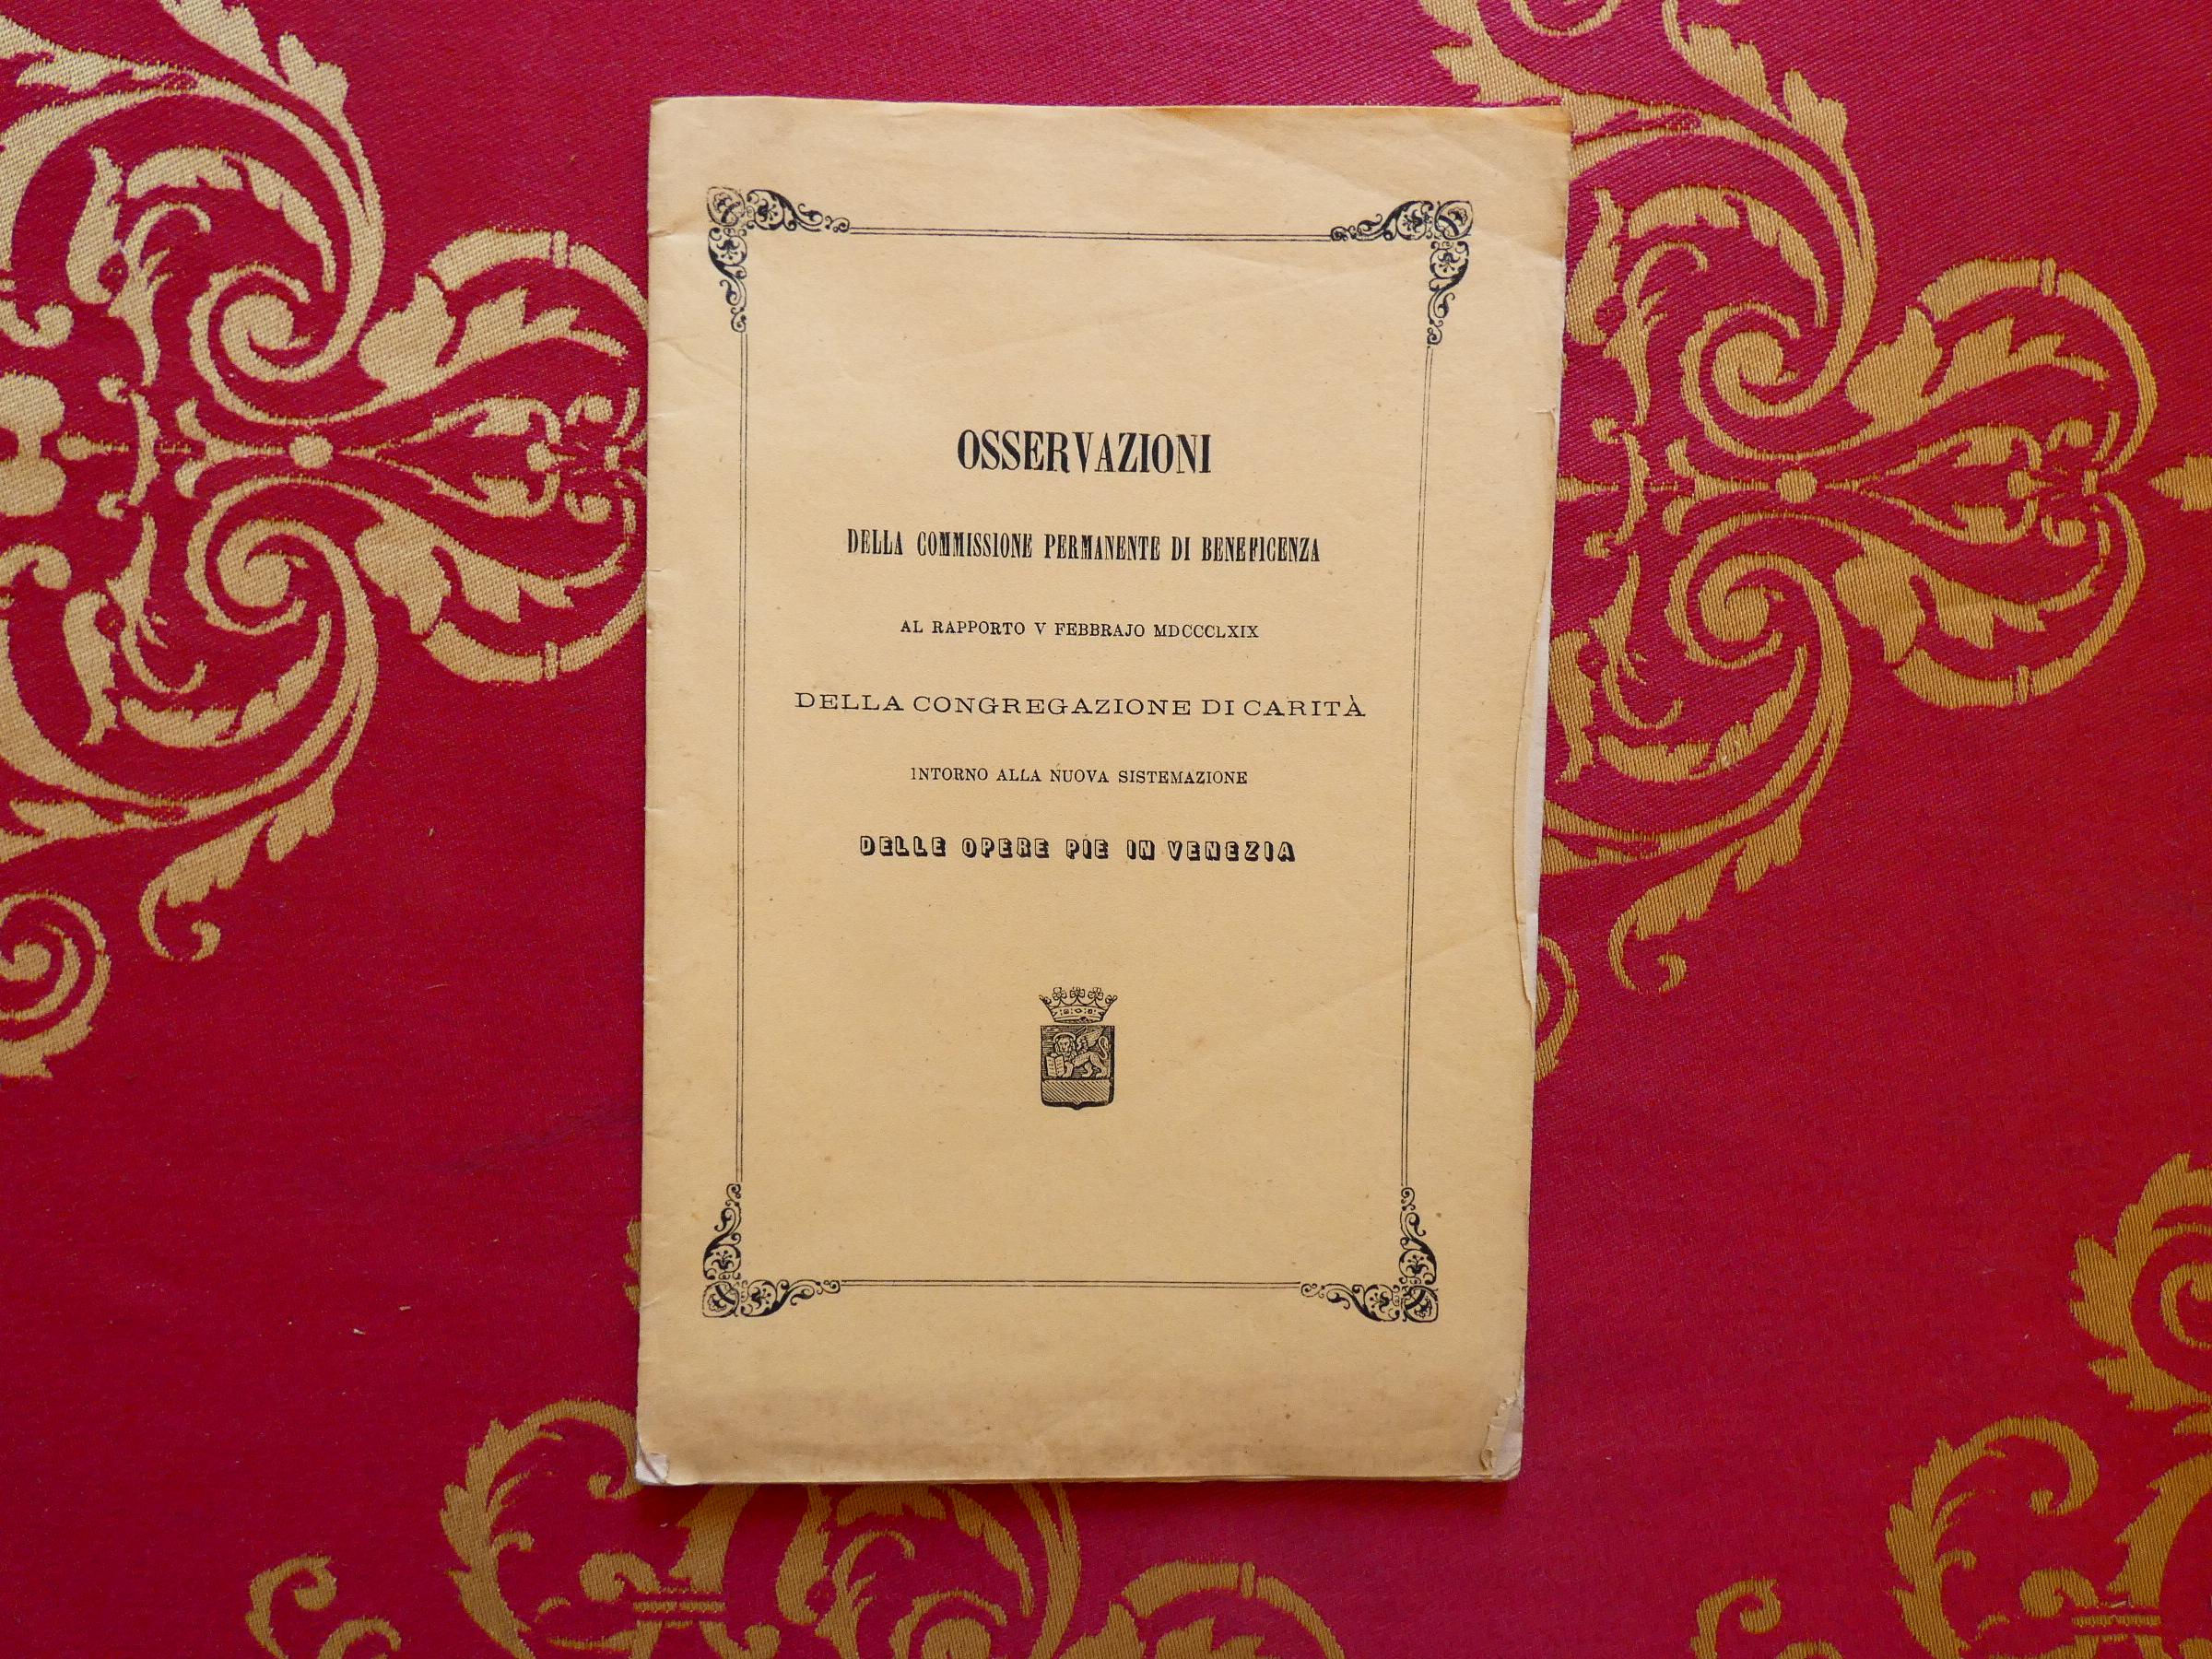 OSSERVAZIONI
DELLA COMMISSIONE PERMANENTE DI BENEFICENZA
AL RAPPORTO V FEBBRAJO MDCCCLXIX
DELLA CONGREGAZIONE DI CARITÀ
INTORNO ALLA NUOVA SISTEMAZIONE
DELLE OPERE PIE IN VENEZIA